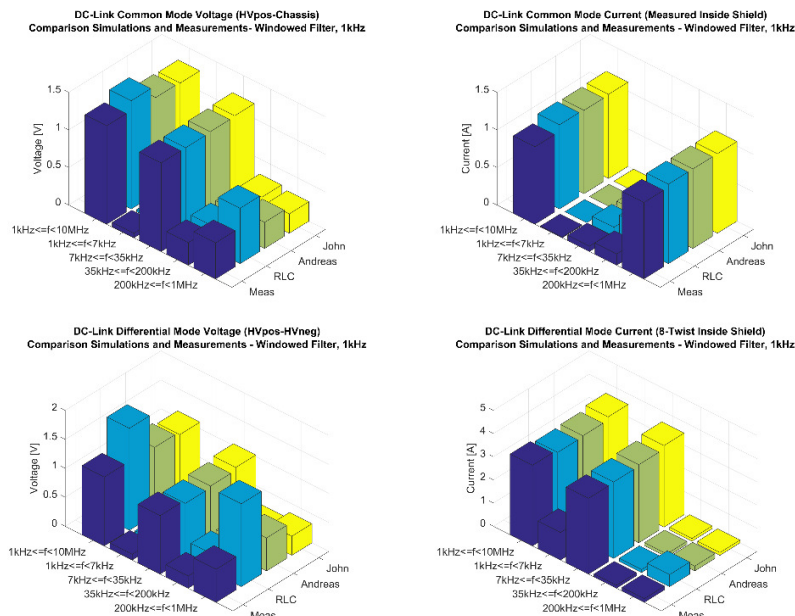 DC-Link Common Mode Voltage (HVpos-Chassis)
Comparison Simulations and Measurements- Windowed Filter, 1kHz
1.5
1
0.5
0
Voltage [V]
1kHz<=f<10MHz
1kHz<=f<7kHz
7kHz<=f<35kHz
35kHz<=f<200kHz
200kHz<=f<1MHz
Meas
RLC
Andreas
John
DC-Link Common Mode Current (Measured Inside Shield)
Comparison Simulations and Measurements - Windowed Filter, 1kHz
1.5
1
0.5
0
Current [A]
1kHz<=f<10MHz
1kHz<=f<7kHz
7kHz<=f<35kHz
35kHz<=f<200kHz
200kHz<=f<1MHz
Meas
RLC
Andreas
John
DC-Link Differential Mode Voltage (HVpos-HVneg)
Comparison Simulations and Measurements - Windowed Filter, 1kHz
2
1.5
1
0.5
0
Voltage [V]
1kHz<=f<10MHz
1kHz<=f<7kHz
7kHz<=f<35kHz
35kHz<=f<200kHz
200kHz<=f<1MHz
Meas
RLC
Andreas
John
DC-Link Differential Mode Current (8-Twist Inside Shield)
Comparison Simulations and Measurements - Windowed Filter, 1kHz
5
4
3
2
1
0
Current [A]
1kHz<=f<10MHz
1kHz<=f<7kHz
7kHz<=f<35kHz
35kHz<=f<200kHz
200kHz<=f<1MHz
Meas
RLC
Andreas
John